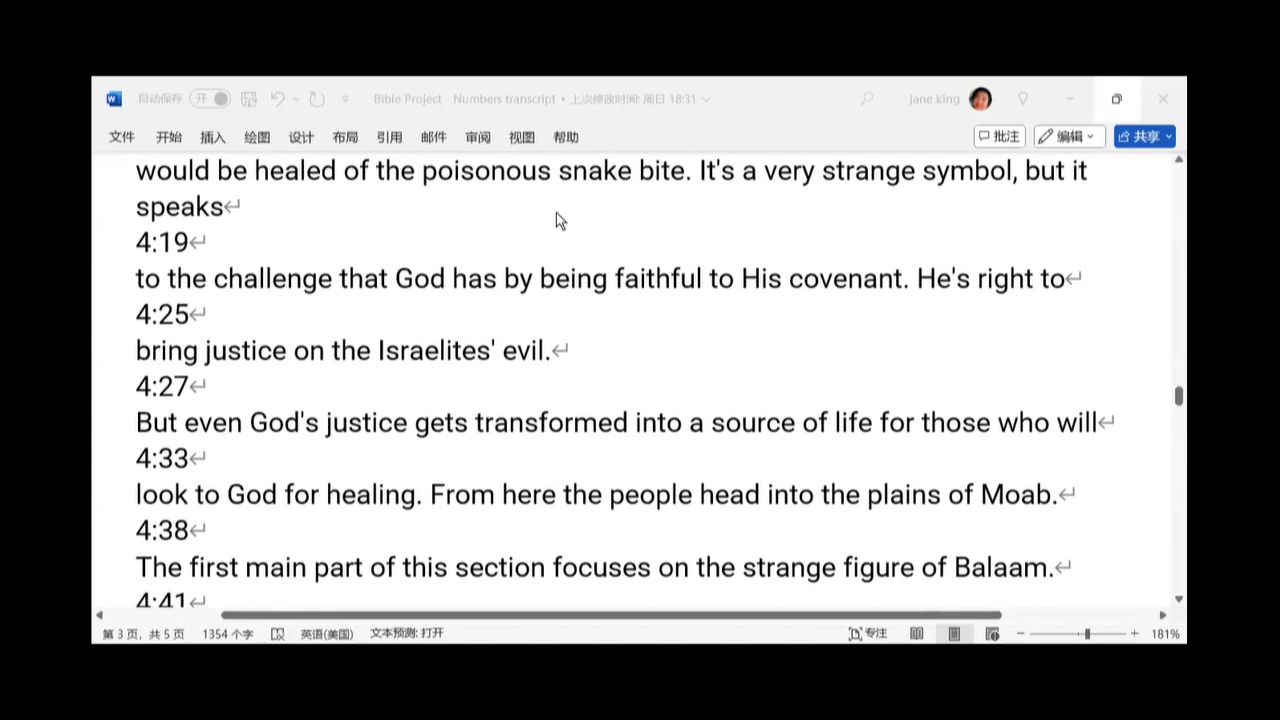 自动保存 开 Bible Project - Numbers transcript • 上次修改时间: 周日 18:31 jane king
文件 开始 插入 绘图 设计 布局 引用 邮件 审阅 视图 帮助 批注 编辑 共享
would be healed of the poisonous snake bite. It's a very strange symbol, but it
speaks
4:19
to the challenge that God has by being faithful to His covenant. He's right to
4:25
bring justice on the Israelites' evil.
4:27
But even God's justice gets transformed into a source of life for those who will
4:33
look to God for healing. From here the people head into the plains of Moab.
4:38
The first main part of this section focuses on the strange figure of Balaam.
4:41
第 3 页, 共 5 页 1354 个字 英语(美国) 文本预测: 打开 专注 181%